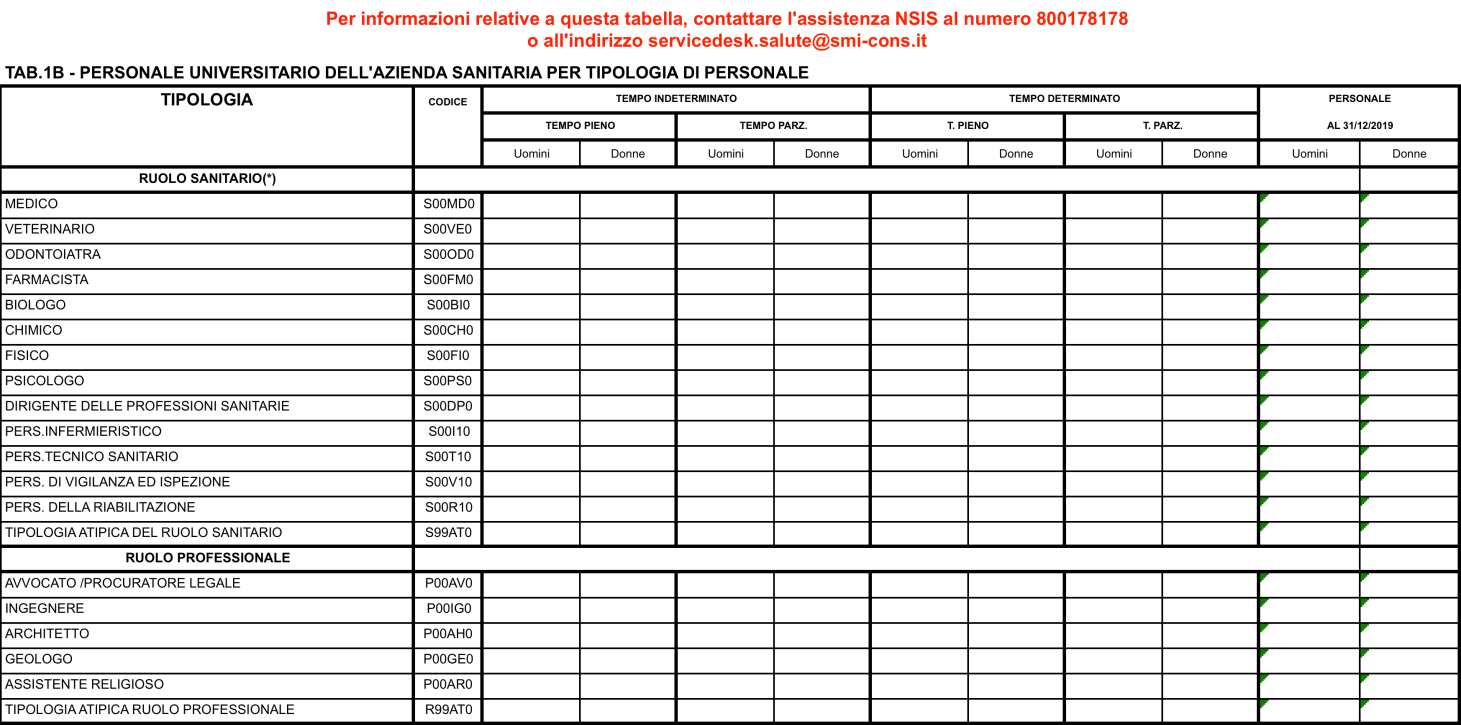 Per informazioni relative a questa tabella, contattare l'assistenza NSIS al numero 800178178
o all'indirizzo servicedesk.salute@smi-cons.it
TAB.1B - PERSONALE UNIVERSITARIO DELL'AZIENDA SANITARIA PER TIPOLOGIA DI PERSONALE
TIPOLOGIA CODICE TEMPO INDETERMINATO TEMPO DETERMINATO PERSONALE
TEMPO PIENO TEMPO PARZ. T. PIENO T. PARZ. AL 31/12/2019
Uomini Donne Uomini Donne Uomini Donne Uomini Donne Uomini Donne
RUOLO SANITARIO(*)
MEDICO S00MD0
VETERINARIO S00VE0
ODONTOIATRA S00OD0
FARMACISTA S00FM0
BIOLOGO S00BI0
CHIMICO S00CH0
FISICO S00FI0
PSICOLOGO S00PS0
DIRIGENTE DELLE PROFESSIONI SANITARIE S00DP0
PERS.INFERMIERISTICO S00I10
PERS.TECNICO SANITARIO S00T10
PERS. DI VIGILANZA ED ISPEZIONE S00V10
PERS. DELLA RIABILITAZIONE S00R10
TIPOLOGIA ATIPICA DEL RUOLO SANITARIO S99AT0
RUOLO PROFESSIONALE
AVVOCATO /PROCURATORE LEGALE P00AV0
INGEGNERE P00IG0
ARCHITETTO P00AH0
GEOLOGO P00GE0
ASSISTENTE RELIGIOSO P00AR0
TIPOLOGIA ATIPICA RUOLO PROFESSIONALE R99AT0